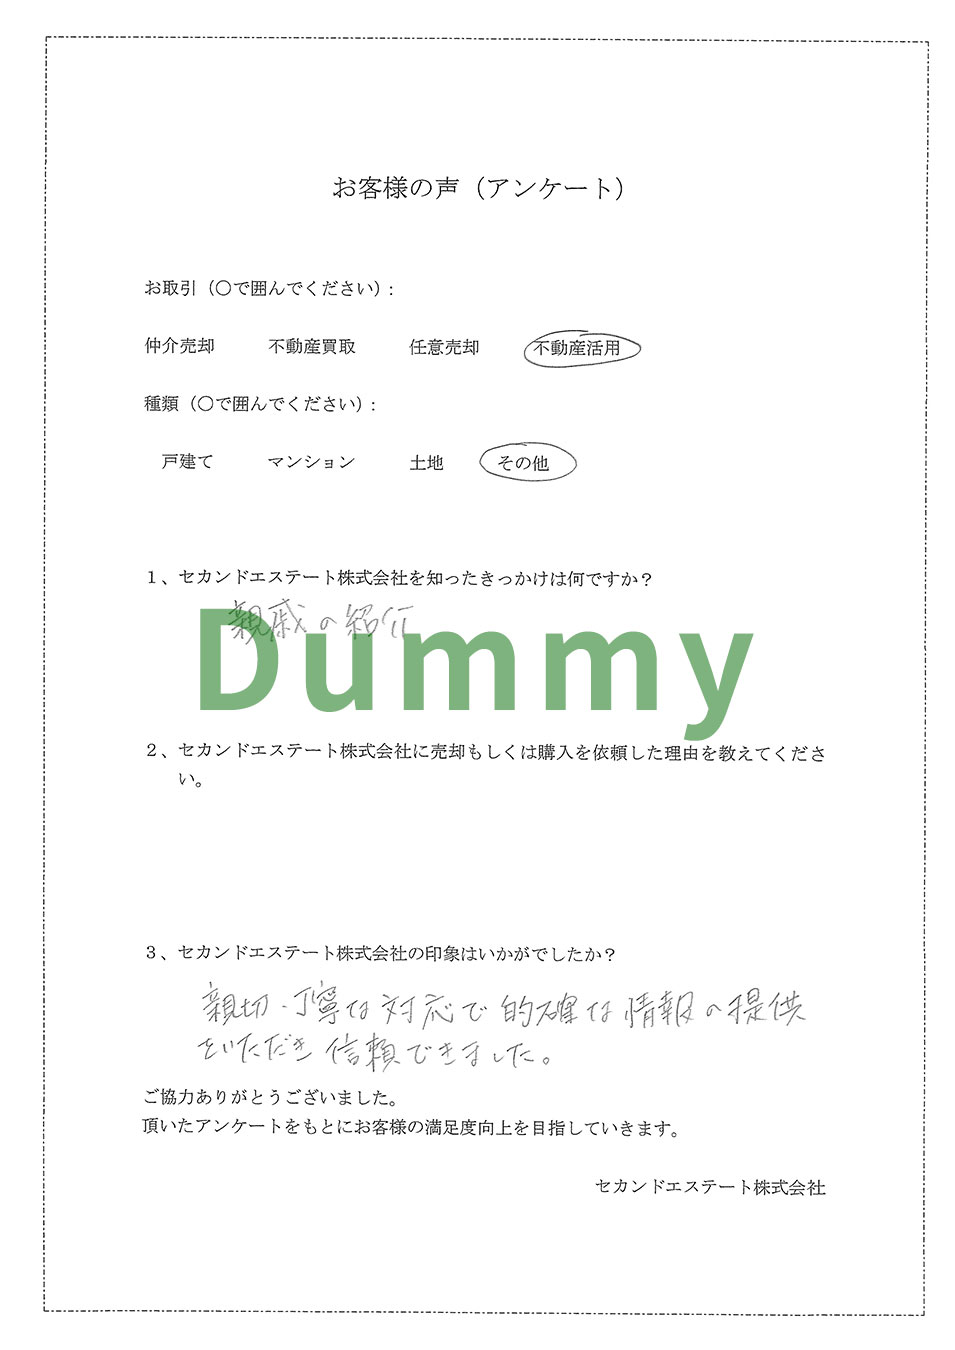 お客様の声（アンケート）
お取引（○で囲んでください）:
仲介売却 不動産買取 任意売却 不動産活用
種類（○で囲んでください）:
戸建て マンション 土地 その他
１、セカンドエステート株式会社を知ったきっかけは何ですか？
親戚の紹介
Dummy
２、セカンドエステート株式会社に売却もしくは購入を依頼した理由を教えてくださ
い。
３、セカンドエステート株式会社の印象はいかがでしたか？
親切・丁寧な対応で的確な情報の提供
をいただき信頼できました。
ご協力ありがとうございました。
頂いたアンケートをもとにお客様の満足度向上を目指していきます。
セカンドエステート株式会社